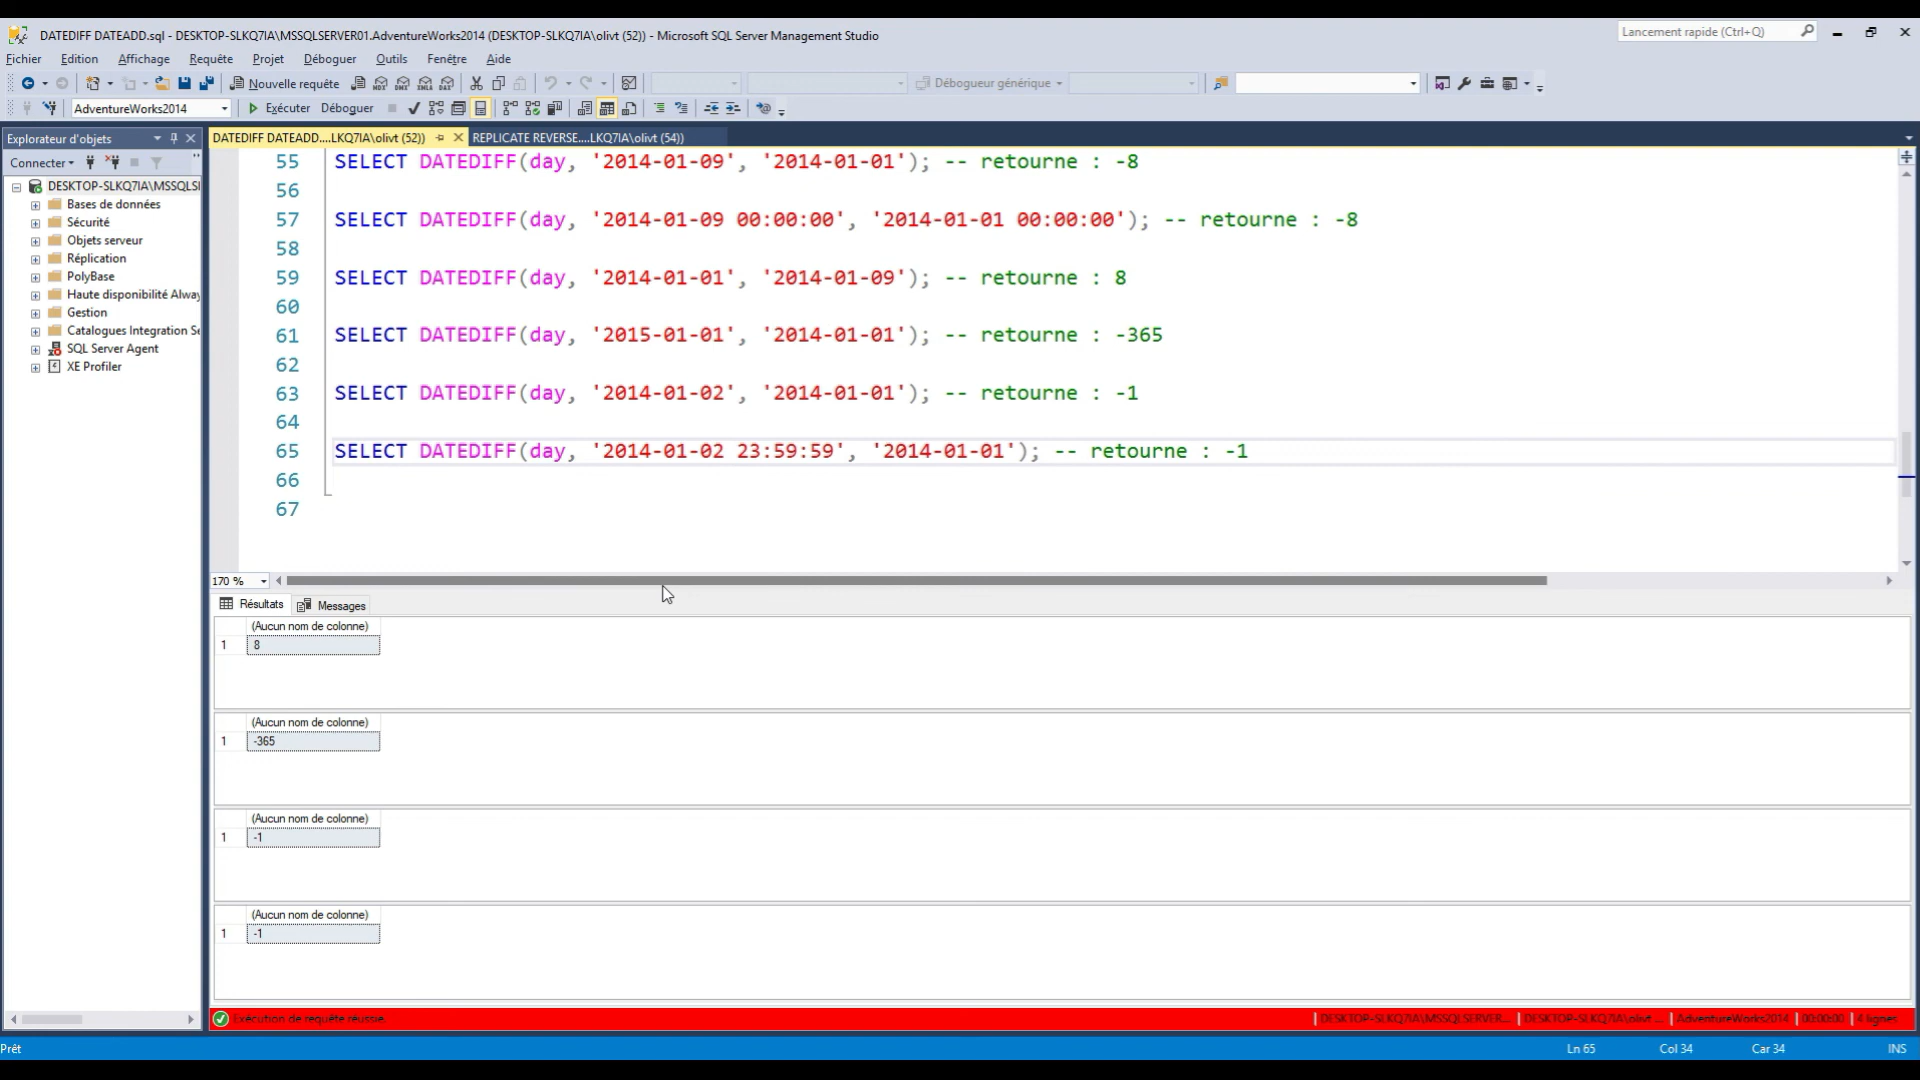 DATEDIFF DATEADD.sql - DESKTOP-SLKQ7IA\MSSQLSERVER01.AdventureWorks2014 (DESKTOP-SLKQ7IA\olivt (52)) - Microsoft SQL Server Management Studio
Lancement rapide (Ctrl+Q)
Fichier Edition Affichage Requête Projet Déboguer Outils Fenêtre Aide
Nouvelle requête
Débogueur générique
AdventureWorks2014 Exécuter Déboguer
Explorateur d'objets
DATEDIFF DATEADD....LKQ7IA\olivt (52))
REPLICATE REVERSE....LKQ7IA\olivt (54))
Connecter
DESKTOP-SLKQ7IA\MSSQLSI
Bases de données
Sécurité
Objets serveur
Réplication
PolyBase
Haute disponibilité Alway
Gestion
Catalogues Integration Se
SQL Server Agent
XE Profiler
55 SELECT DATEDIFF(day, '2014-01-09', '2014-01-01'); -- retourne : -8
56
57 SELECT DATEDIFF(day, '2014-01-09 00:00:00', '2014-01-01 00:00:00'); -- retourne : -8
58
59 SELECT DATEDIFF(day, '2014-01-01', '2014-01-09'); -- retourne : 8
60
61 SELECT DATEDIFF(day, '2015-01-01', '2014-01-01'); -- retourne : -365
62
63 SELECT DATEDIFF(day, '2014-01-02', '2014-01-01'); -- retourne : -1
64
65 SELECT DATEDIFF(day, '2014-01-02 23:59:59', '2014-01-01'); -- retourne : -1
66
67
170 %
Résultats Messages
(Aucun nom de colonne)
1 8
(Aucun nom de colonne)
1 -365
(Aucun nom de colonne)
1 -1
(Aucun nom de colonne)
1 -1
Exécution de requête réussie.
DESKTOP-SLKQ7IA\MSSQLSERVER... DESKTOP-SLKQ7IA\olivt ... AdventureWorks2014 00:00:00 4 lignes
Prêt
Ln 65 Col 34 Car 34 INS